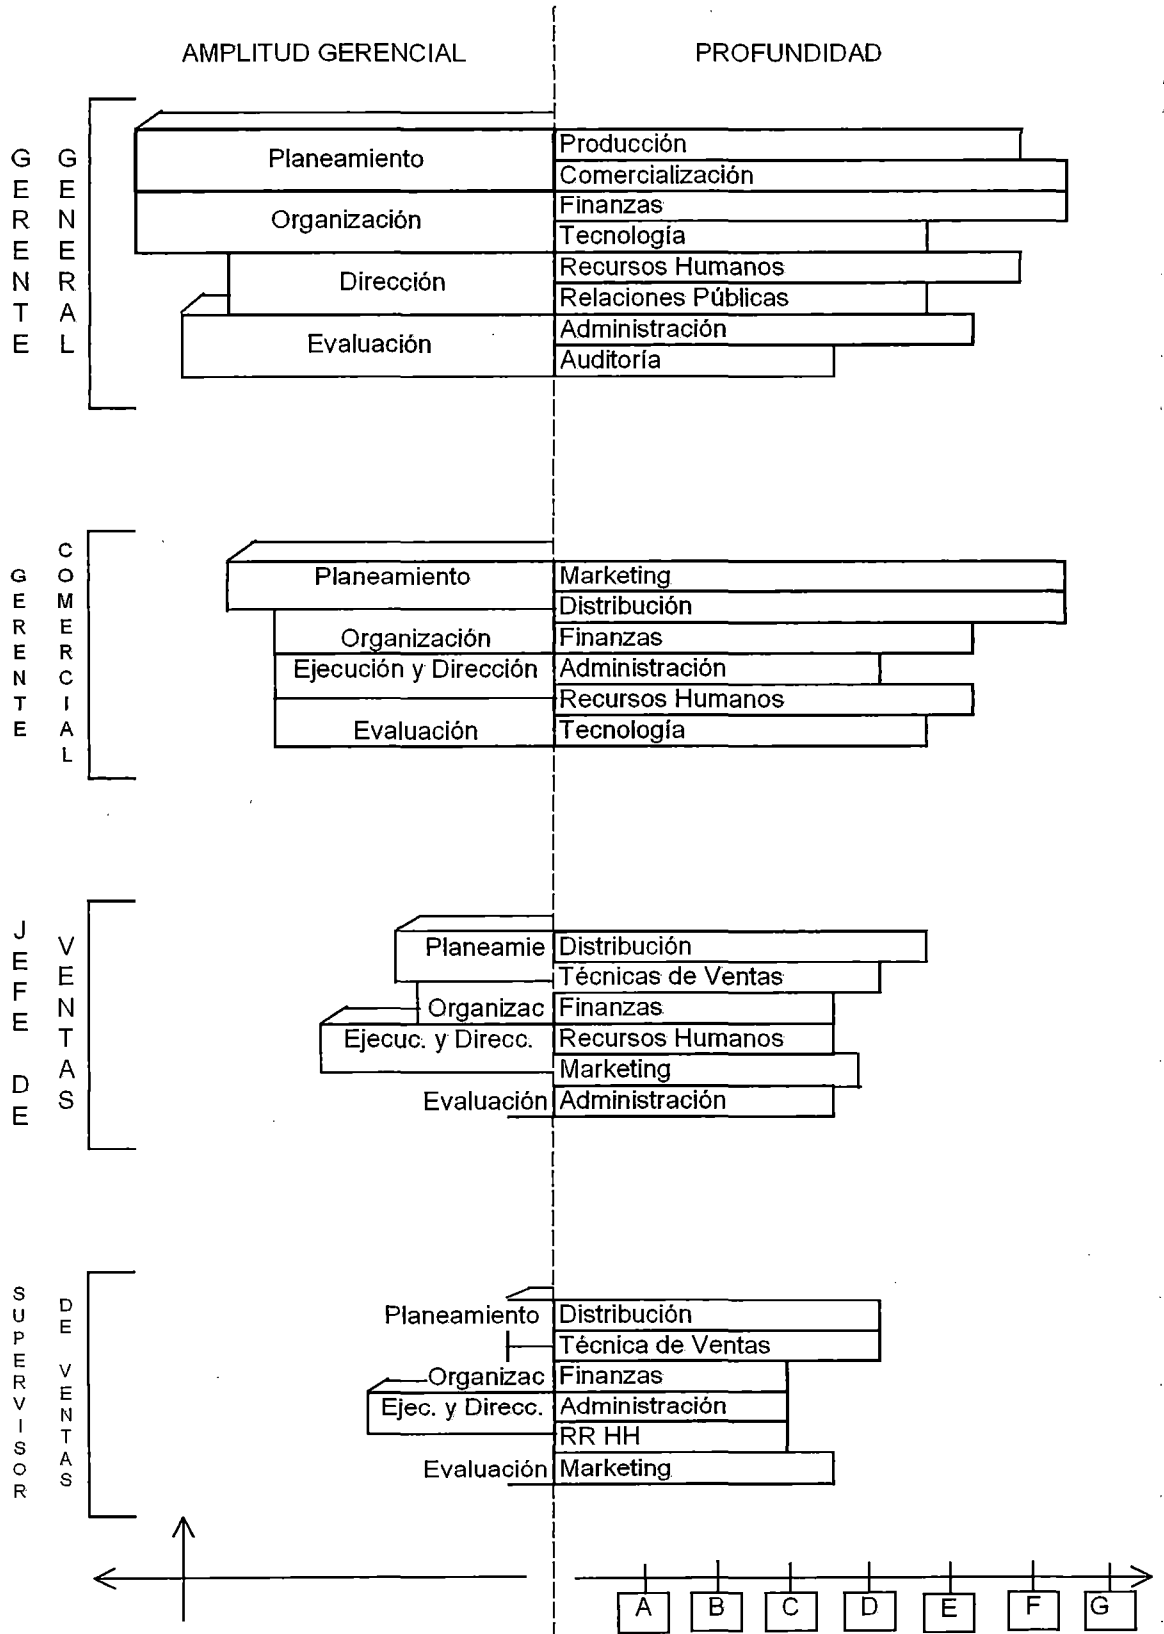 AMPLITUD GERENCIAL
PROFUNDIDAD
GERENTE
GENERAL
Planeamiento
Organización
Dirección
Evaluación
Producción
Comercialización
Finanzas
Tecnología
Recursos Humanos
Relaciones Públicas
Administración
Auditoría
GERENTE
COMERCIAL
Planeamiento
Organización
Ejecución y Dirección
Evaluación
Marketing
Distribución
Finanzas
Administración
Recursos Humanos
Tecnología
JEFE DE
VENTAS
Planeamie
Organizac
Ejecuc. y Direcc.
Evaluación
Distribución
Técnicas de Ventas
Finanzas
Recursos Humanos
Marketing
Administración
SUPERVISOR
DE VENTAS
Planeamiento
Organizac
Ejec. y Direcc.
Evaluación
Distribución
Técnica de Ventas
Finanzas
Administración
RR HH
Marketing
A B C D E F G